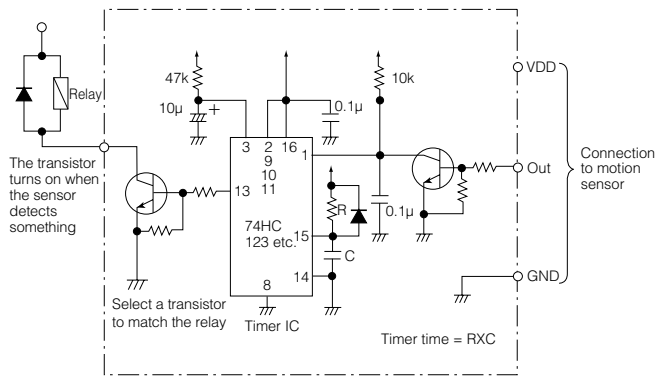 VDD
47k
10k
Relay
10μ
+
0.1μ
3
2
16
9
10
11
1
13
The transistor
turns on when
the sensor
detects
something
Out
Connection
to motion
sensor
R
0.1μ
74HC
123 etc.
15
C
14
8
GND
Select a transistor
to match the relay
Timer IC
Timer time = RXC